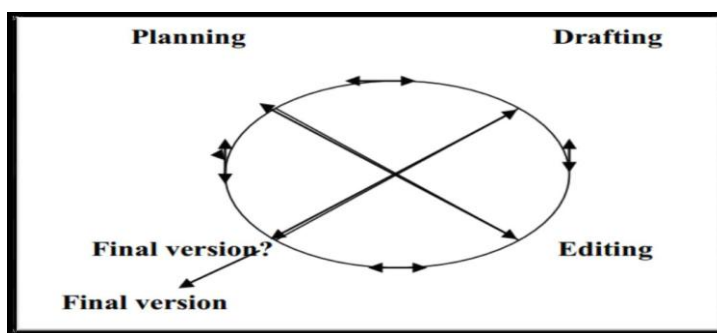 Planning
Drafting
Final version?
Editing
Final version